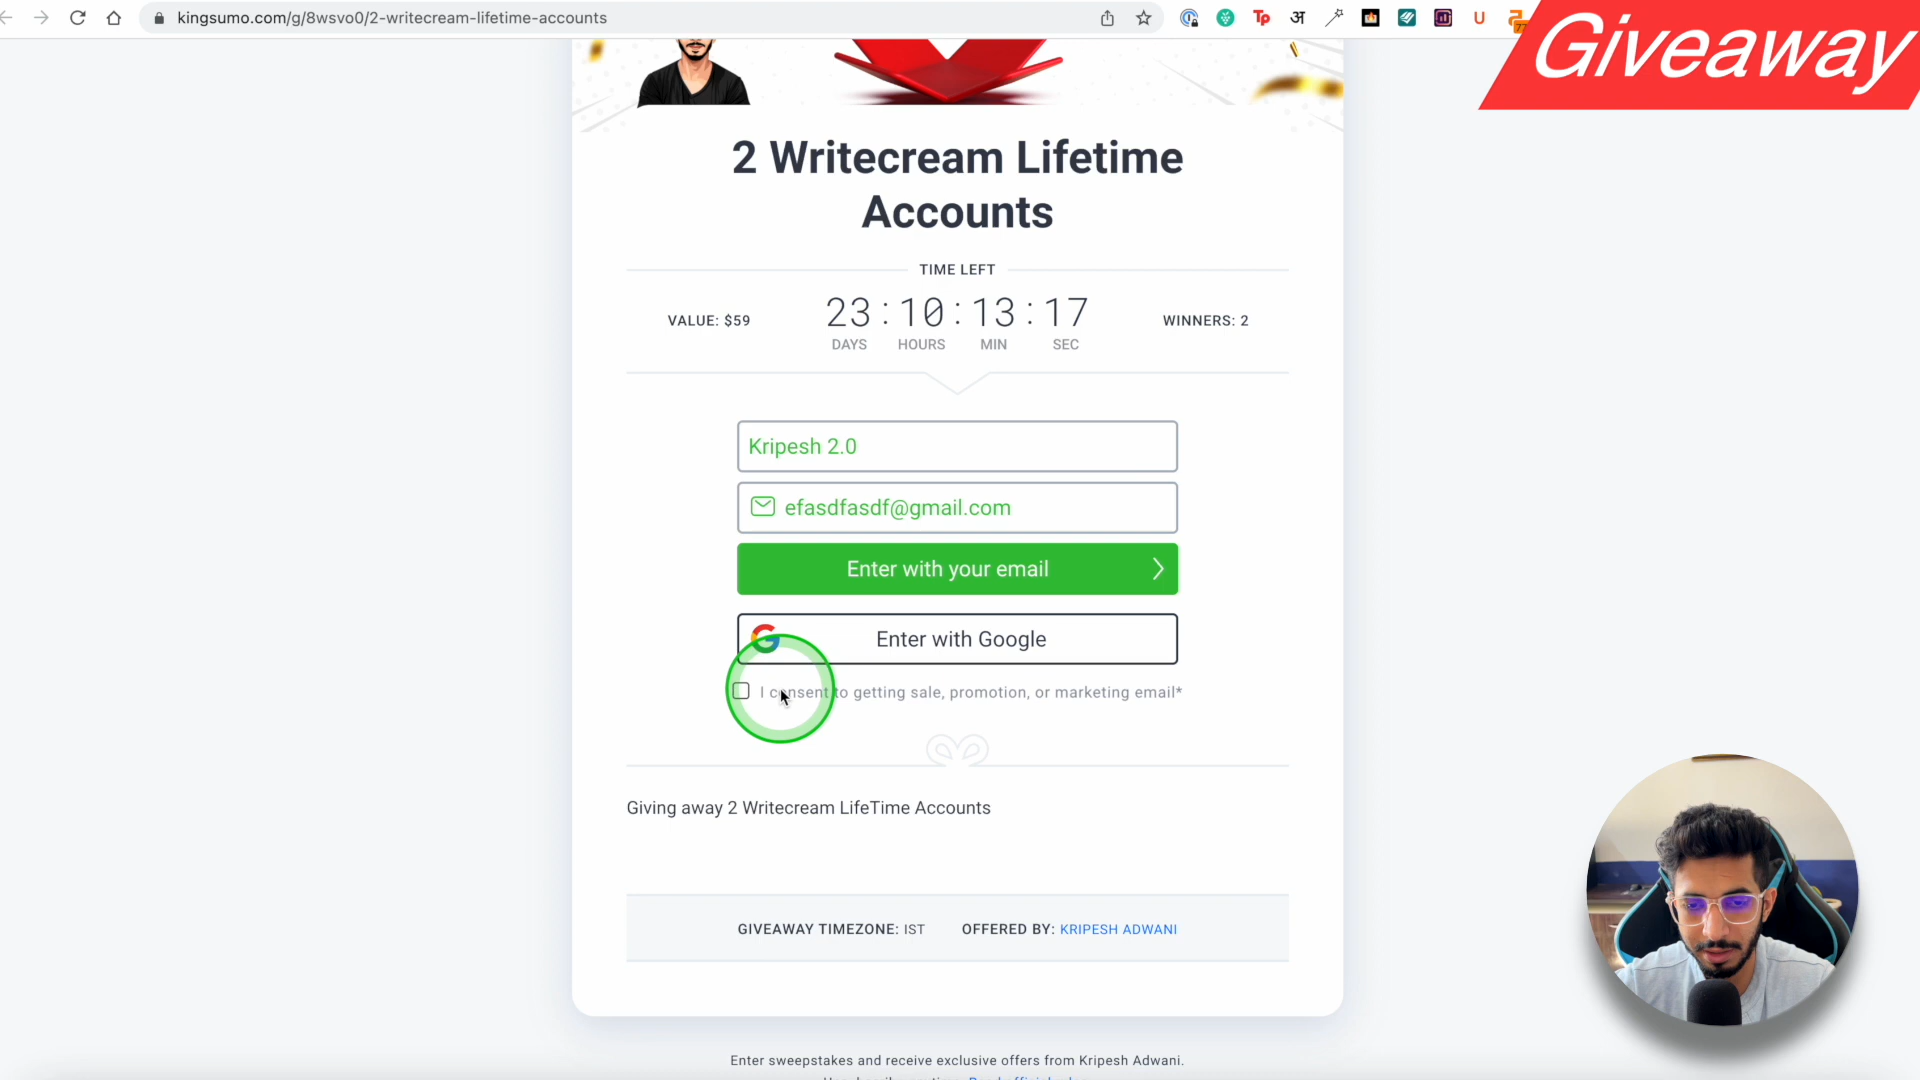 kingsumo.com/g/8wsvo0/2-writecream-lifetime-accounts
Giveaway
2 Writecream Lifetime
Accounts
TIME LEFT
VALUE: $59
23 : 10 : 13 : 17
WINNERS: 2
DAYS HOURS MIN SEC
Kripesh 2.0
efasdfasdf@gmail.com
Enter with your email
Enter with Google
I consent to getting sale, promotion, or marketing email*
Giving away 2 Writecream LifeTime Accounts
GIVEAWAY TIMEZONE: IST OFFERED BY: KRIPESH ADWANI
Enter sweepstakes and receive exclusive offers from Kripesh Adwani.